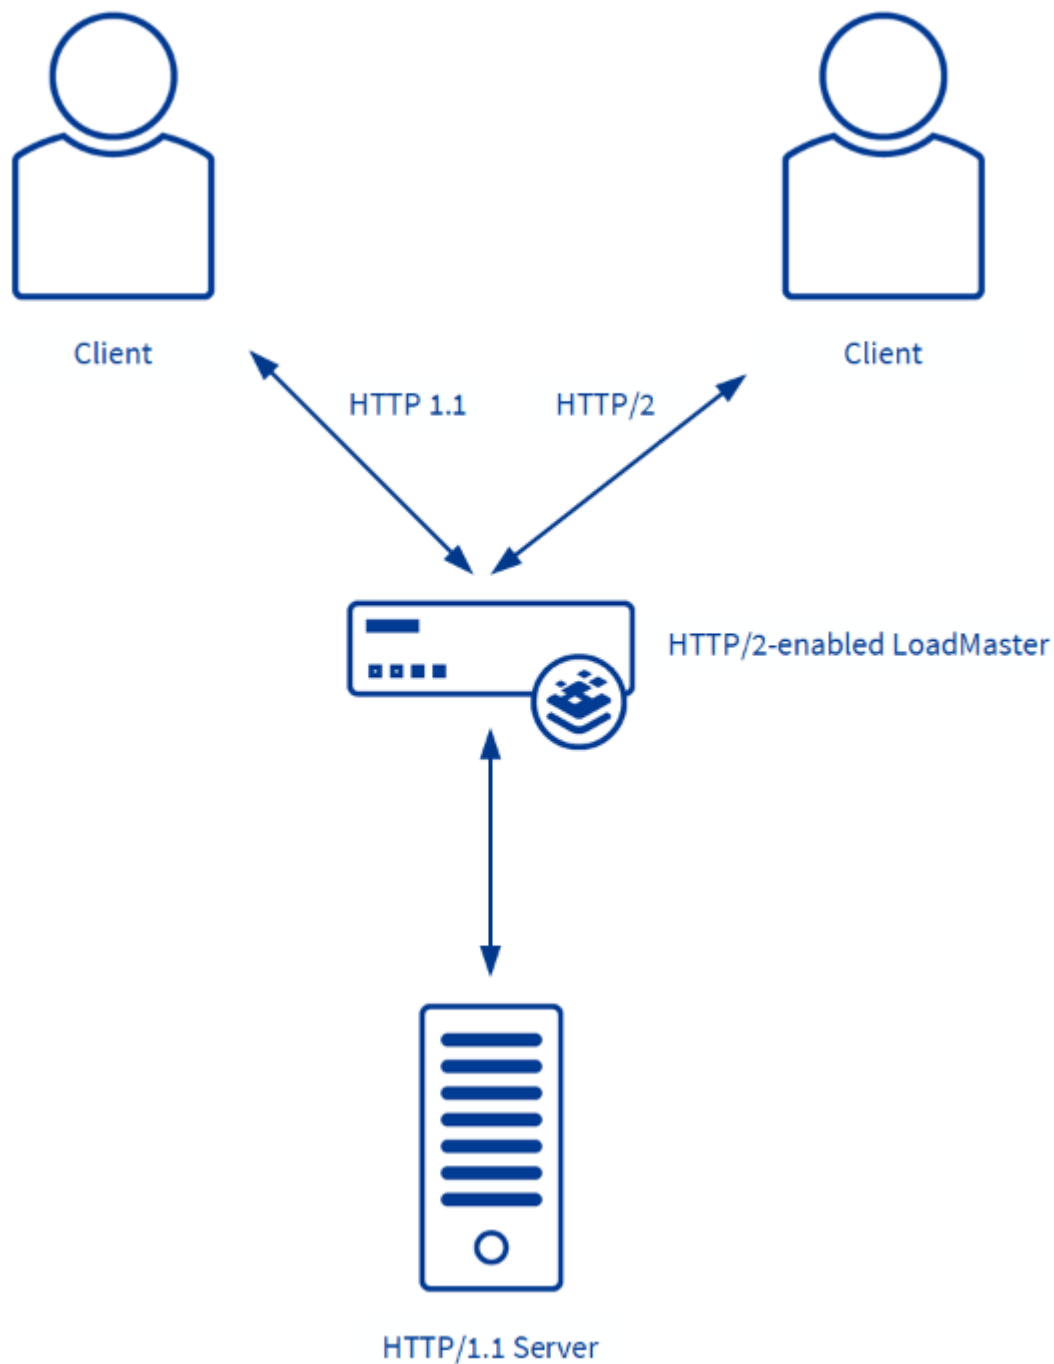 Client
Client
HTTP 1.1
HTTP/2
HTTP/2-enabled LoadMaster
HTTP/1.1 Server